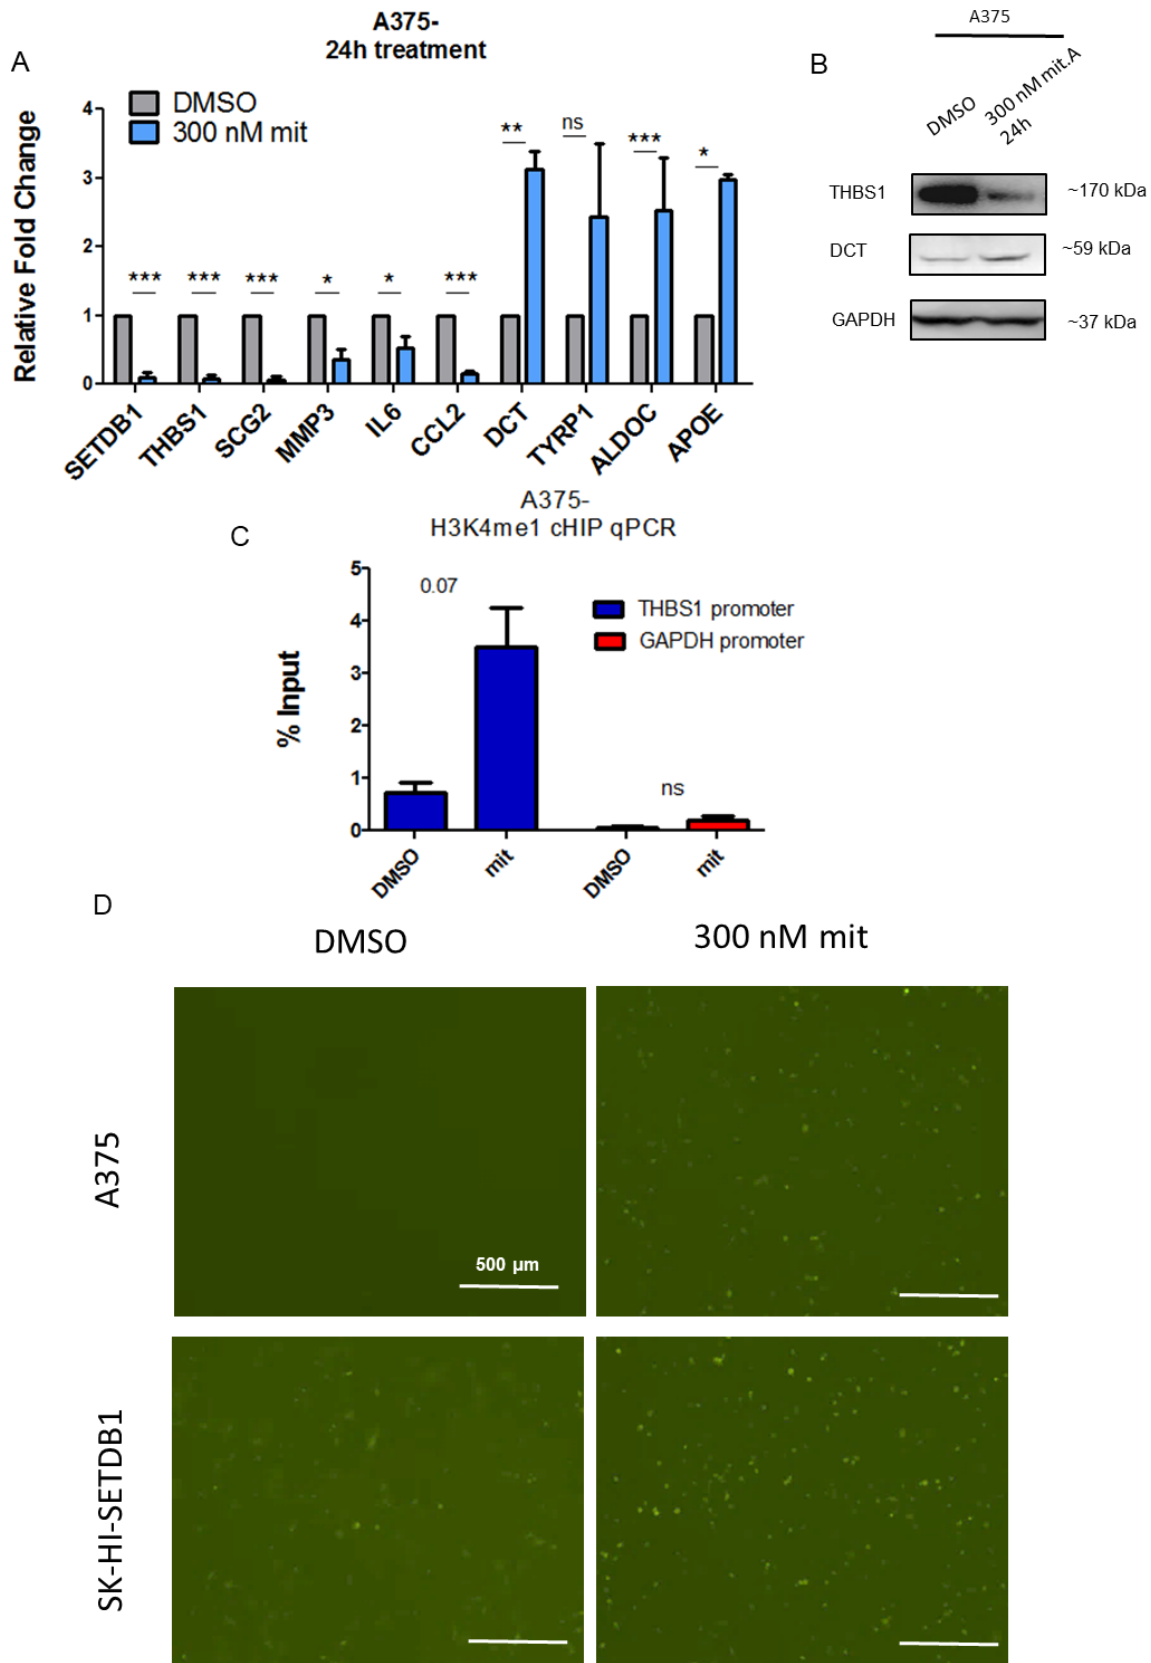 A375-
24h treatment
A
Relative Fold Change
DMSO
300 nM mit
4
3
2
1
0
***
***
***
*
*
***
**
ns
***
*
SETDB1
THBS1
SCG2
MMP3
IL6
CCL2
DCT
TYRP1
ALDOC
APOE
B
A375
DMSO
300 nM mit.A
24h
THBS1
~170 kDa
DCT
~59 kDa
GAPDH
~37 kDa
C
A375-
H3K4me1 cHIP qPCR
% Input
5
4
3
2
1
0
0.07
ns
THBS1 promoter
GAPDH promoter
DMSO
mit
DMSO
mit
D
DMSO
300 nM mit
A375
500 µm
SK-HI-SETDB1